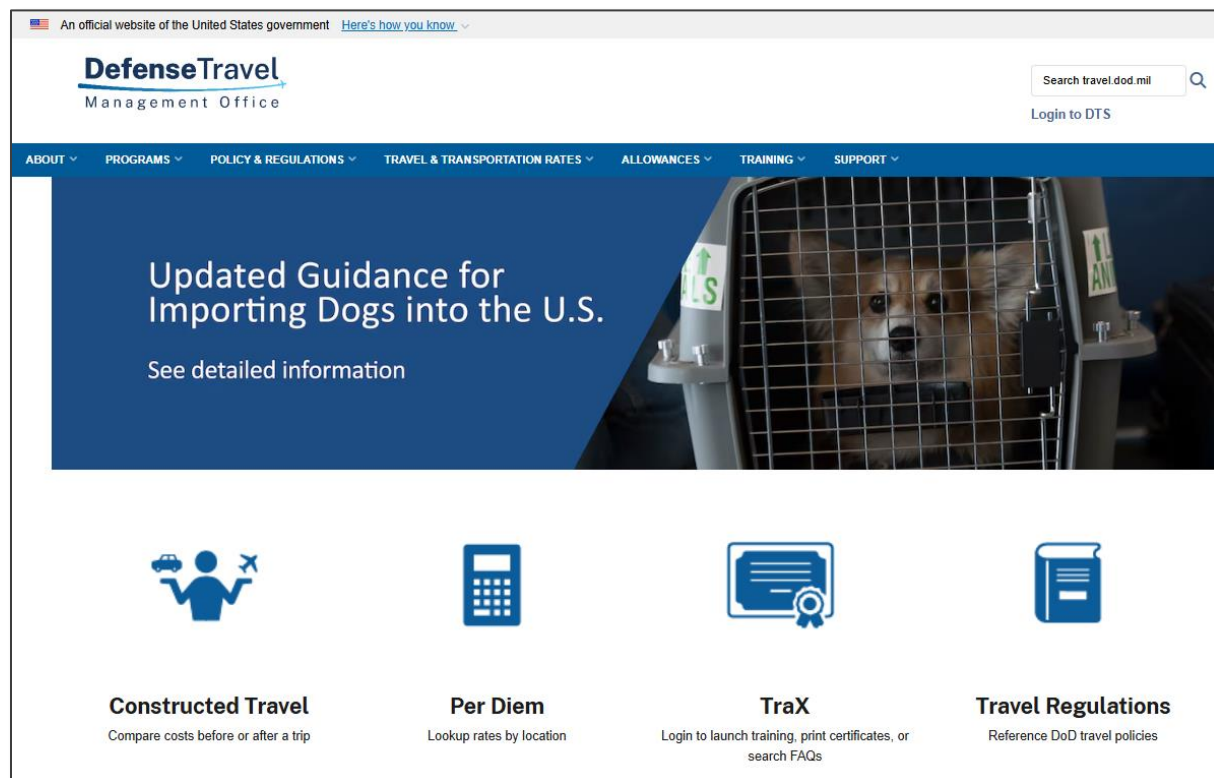 An official website of the United States government Here's how you know
DefenseTravel
Management Office
Search travel.dod.mil
Login to DTS
ABOUT PROGRAMS POLICY & REGULATIONS TRAVEL & TRANSPORTATION RATES ALLOWANCES TRAINING SUPPORT
Updated Guidance for
Importing Dogs into the U.S.
See detailed information
ALS
ANI
Constructed Travel
Compare costs before or after a trip
Per Diem
Lookup rates by location
TraX
Login to launch training, print certificates, or
search FAQs
Travel Regulations
Reference DoD travel policies